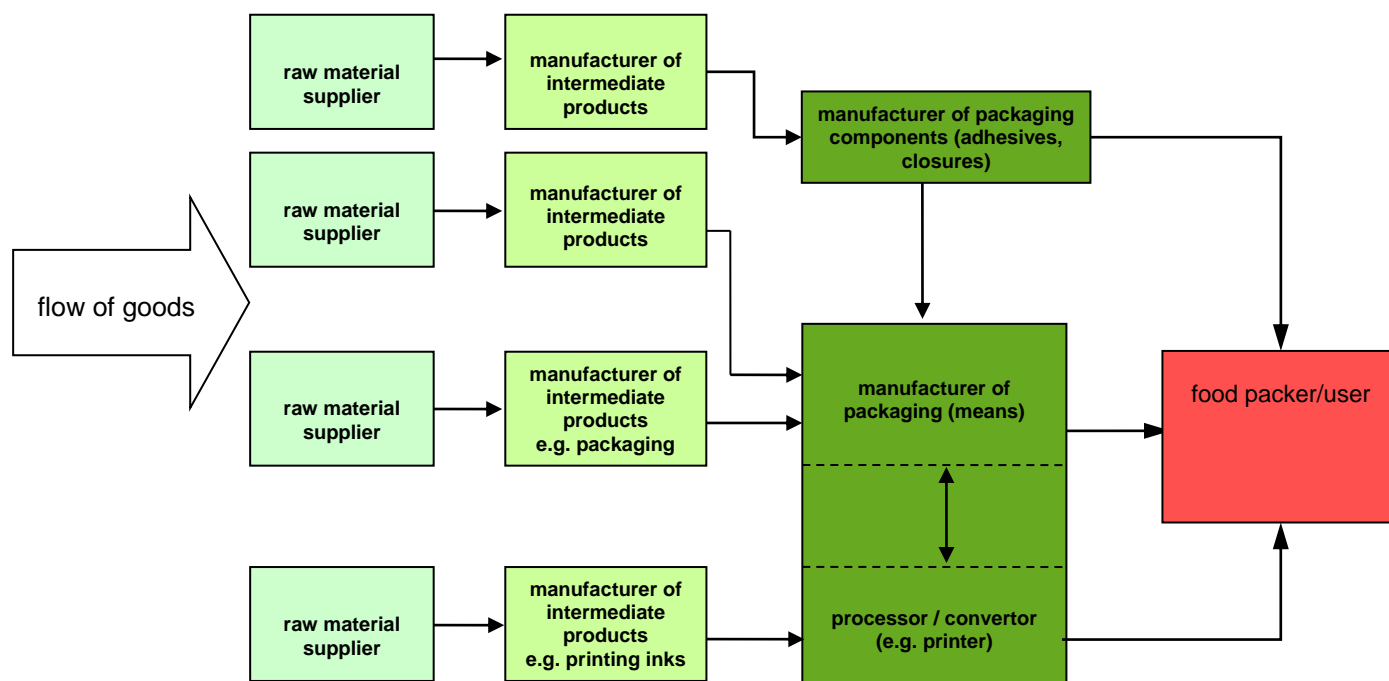 raw material
supplier
manufacturer of
intermediate
products
manufacturer of packaging
components (adhesives,
closures)
raw material
supplier
manufacturer of
intermediate
products
flow of goods
raw material
supplier
manufacturer of
intermediate
products
e.g. packaging
manufacturer of
packaging (means)
food packer/user
raw material
supplier
manufacturer of
intermediate
products
e.g. printing inks
processor / convertor
(e.g. printer)